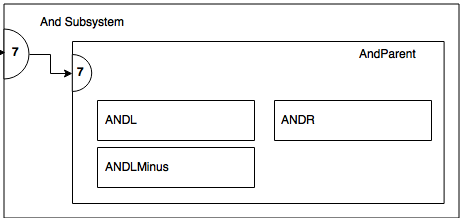 And Subsystem
7
AndParent
7
ANDL
ANDR
ANDLMinus